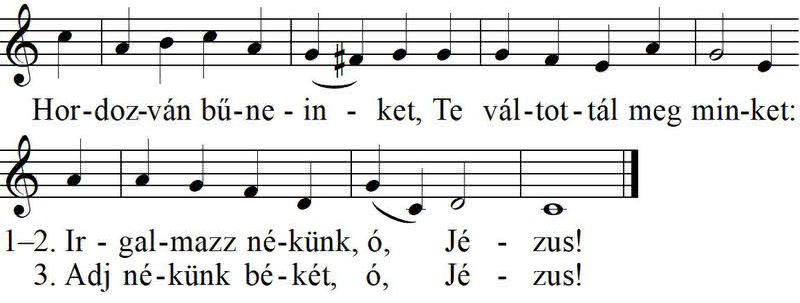 Hor-doz-ván bű-ne - in - ket, Te vál-tot-tál meg min-ket:
1–2. Ir - gal-mazz né-künk, ó, Jé - zus!
3. Adj né-künk bé-két, ó, Jé - zus!